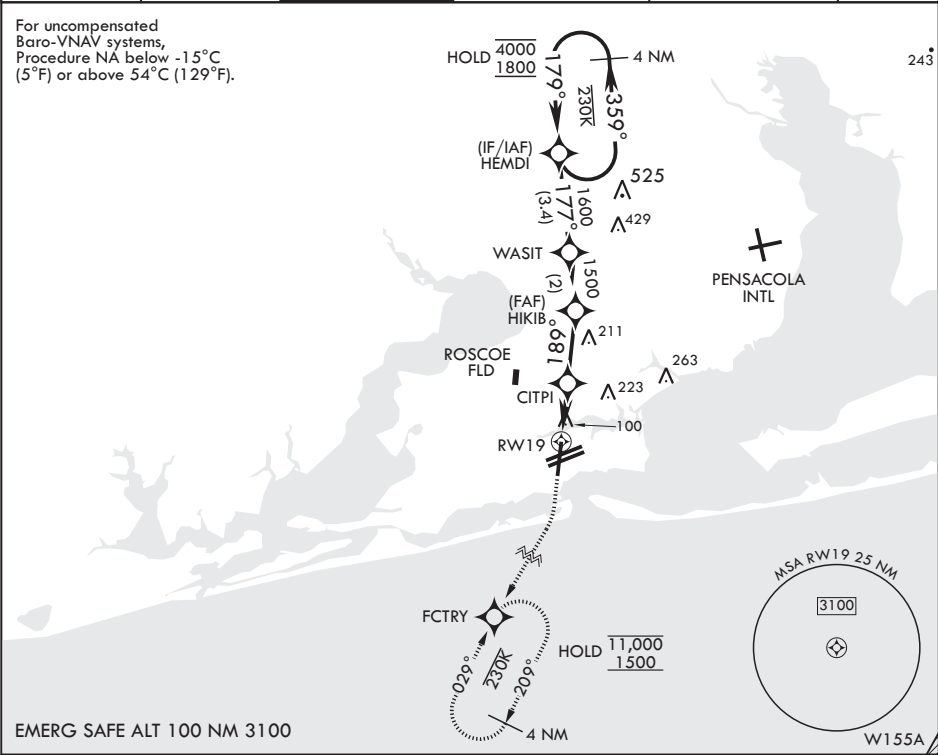 For uncompensated
Baro-VNAV systems,
Procedure NA below -15°C
(5°F) or above 54°C (129°F).
HOLD 4000
1800
179°
4 NM
230K
359°
243
(IF/IAF)
HEMDI
525
1600
177°
(3.4)
429
WASIT
1500
(2)
PENSACOLA
INTL
(FAF)
HIKIB
189°
211
ROSCOE
FLD
263
CITPI
223
100
RW19
MSA RW19 25 NM
3100
FCTRY
HOLD 11,000
1500
029°
230K
209°
4 NM
EMERG SAFE ALT 100 NM 3100
W155A